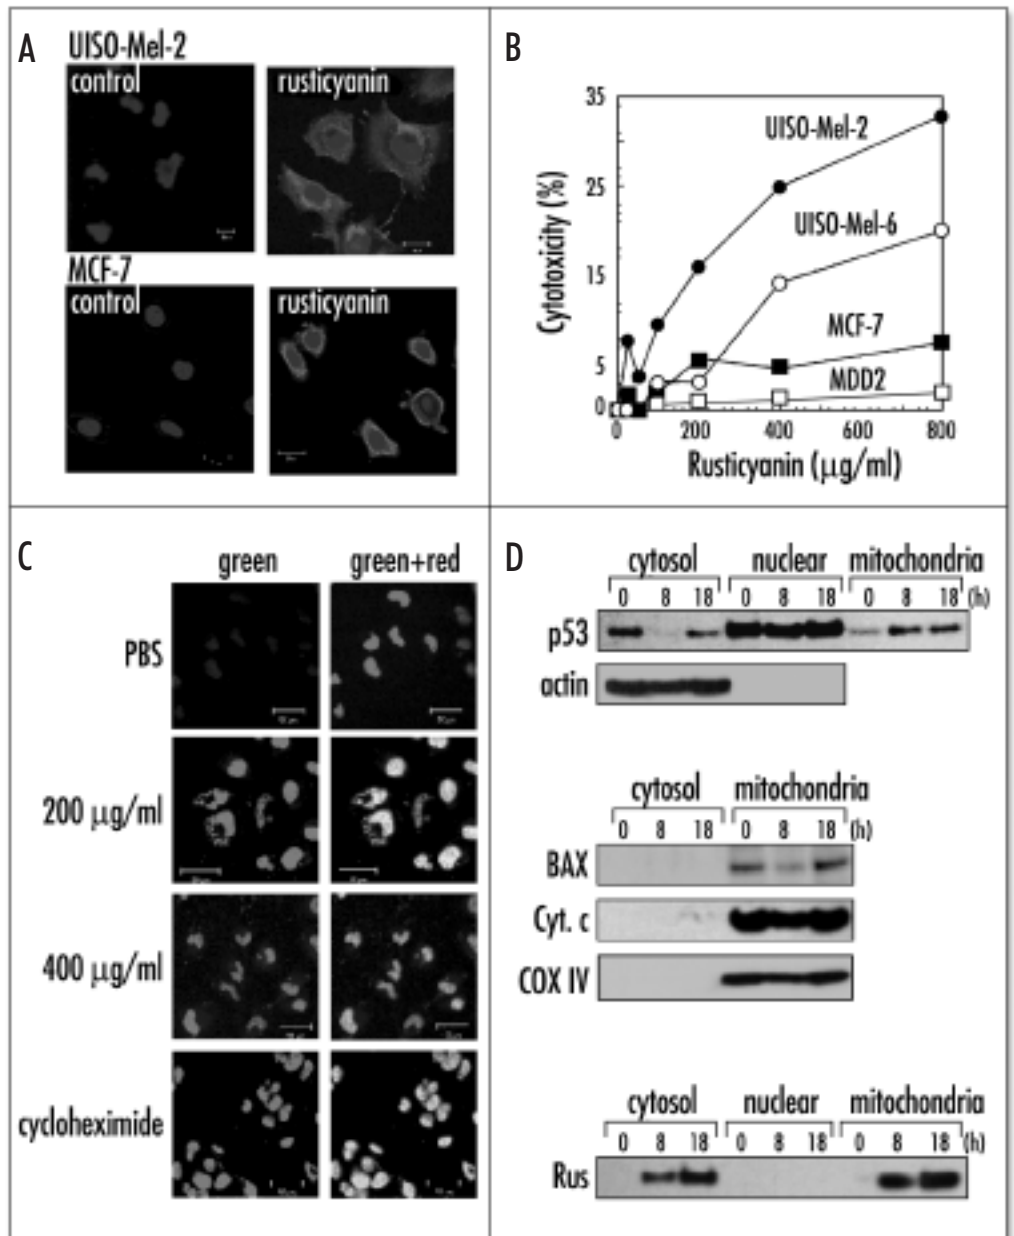 A
UISO-Mel-2
control
rusticyanin
MCF-7
control
rusticyanin
B
35
25
15
5
0
Cytotoxicity (%)
UISO-Mel-2
UISO-Mel-6
MCF-7
MDD2
0 200 400 600 800
Rusticyanin (μg/ml)
C
green green+red
PBS
200 μg/ml
400 μg/ml
cycloheximide
D
cytosol nuclear mitochondria
0 8 18 0 8 18 0 8 18 (h)
p53
actin
cytosol mitochondria
0 8 18 0 8 18 (h)
BAX
Cyt. c
COX IV
cytosol nuclear mitochondria
0 8 18 0 8 18 0 8 18 (h)
Rus